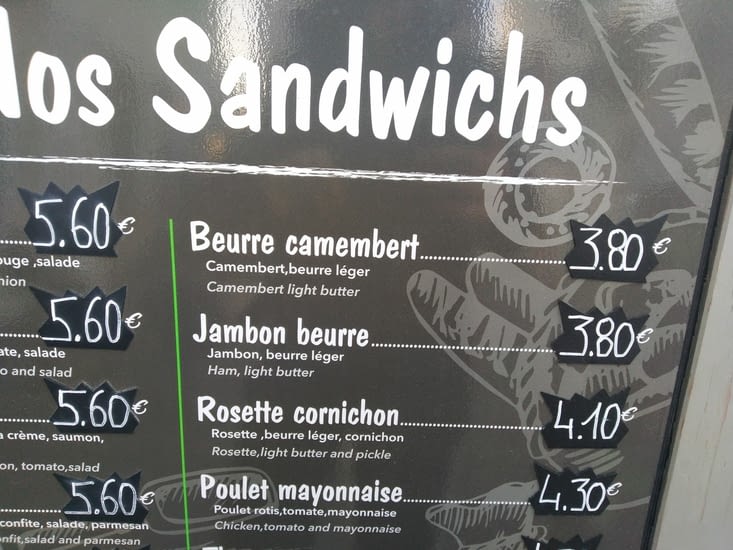 Nos Sandwichs
5.60€
ouge ,salade
nion
5.60€
ate, salade
o and salad
5.60€
a crème, saumon,
on, tomato,salad
5.60€
confite, salade, parmesan
onfit,salad and parmesan
Beurre camembert 3.80€
Camembert,beurre léger
Camembert light butter
Jambon beurre 3.80€
Jambon, beurre léger
Ham, light butter
Rosette cornichon 4.10€
Rosette ,beurre léger, cornichon
Rosette,light butter and pickle
Poulet mayonnaise 4.30€
Poulet rotis,tomate,mayonnaise
Chicken,tomato and mayonnaise